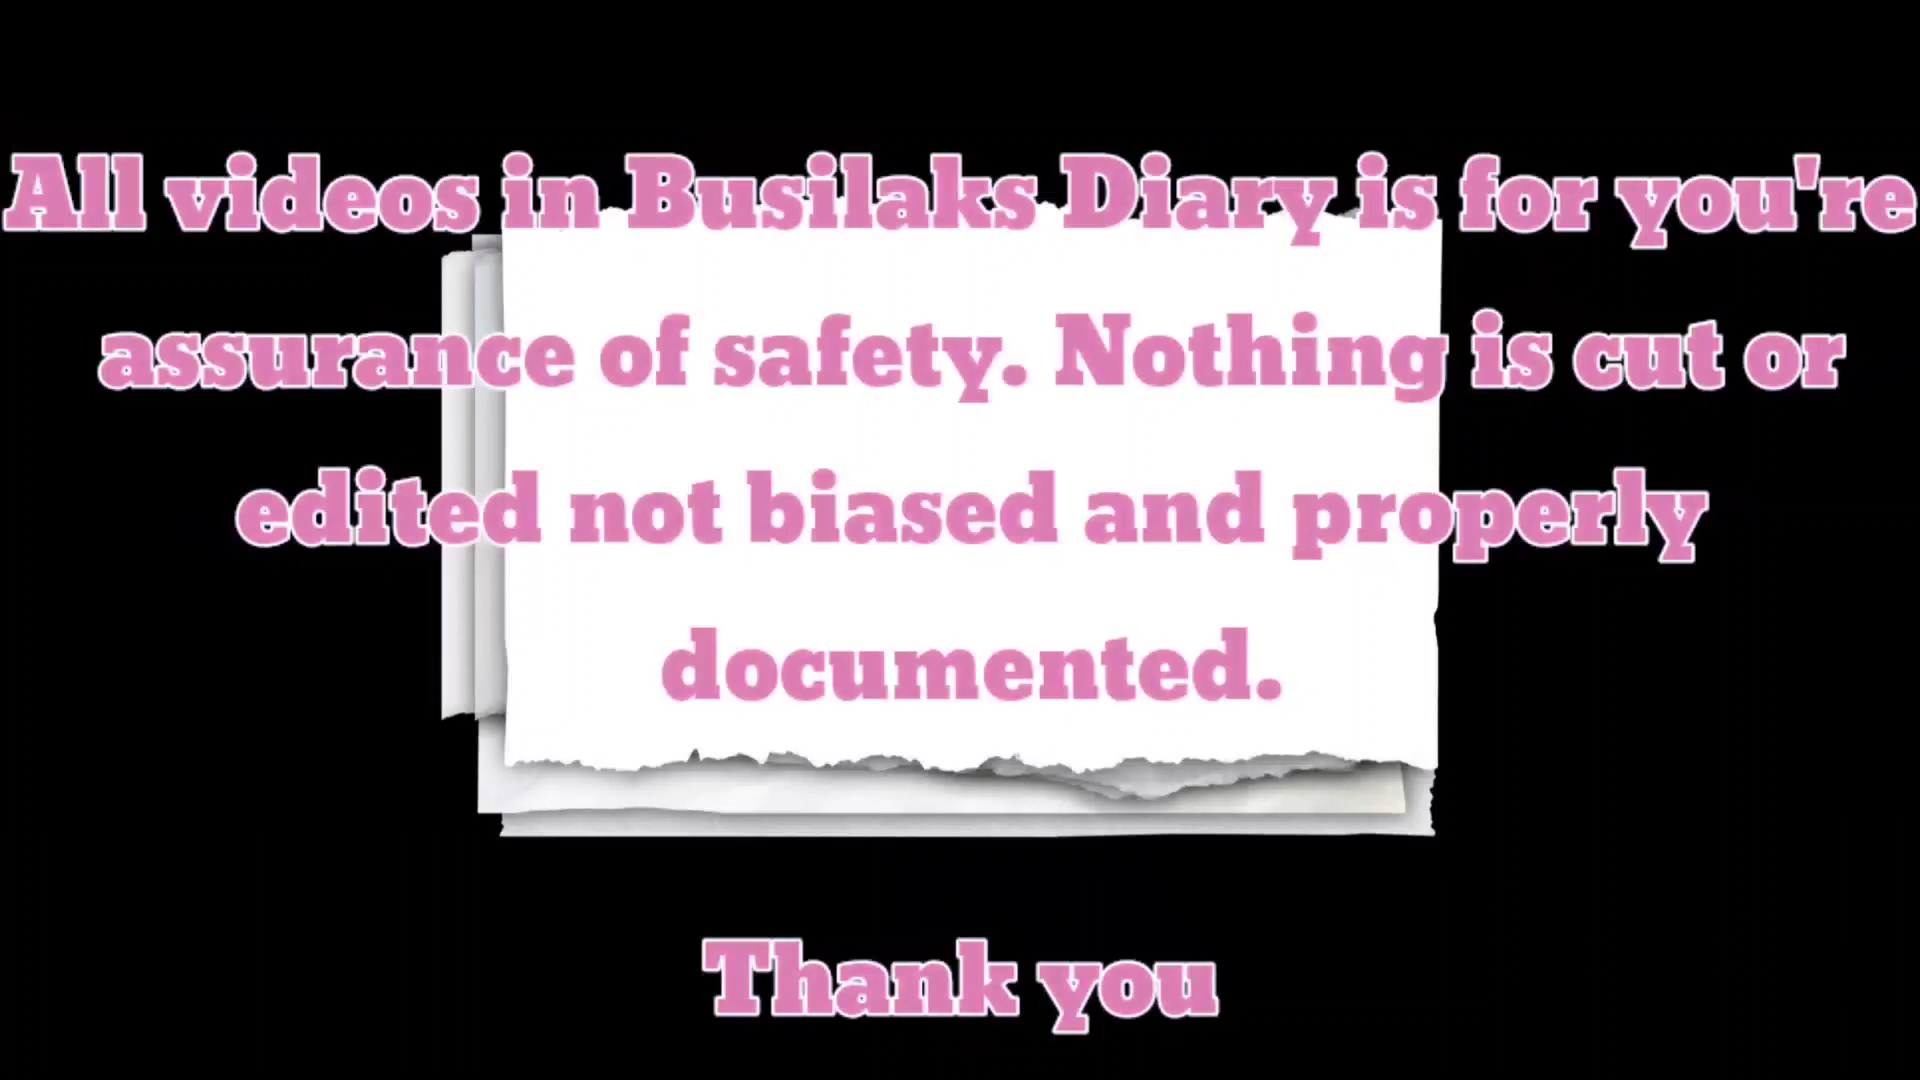 All videos in Busilaks Diary is for you're
assurance of safety. Nothing is cut or
edited not biased and properly
documented.
Thank you